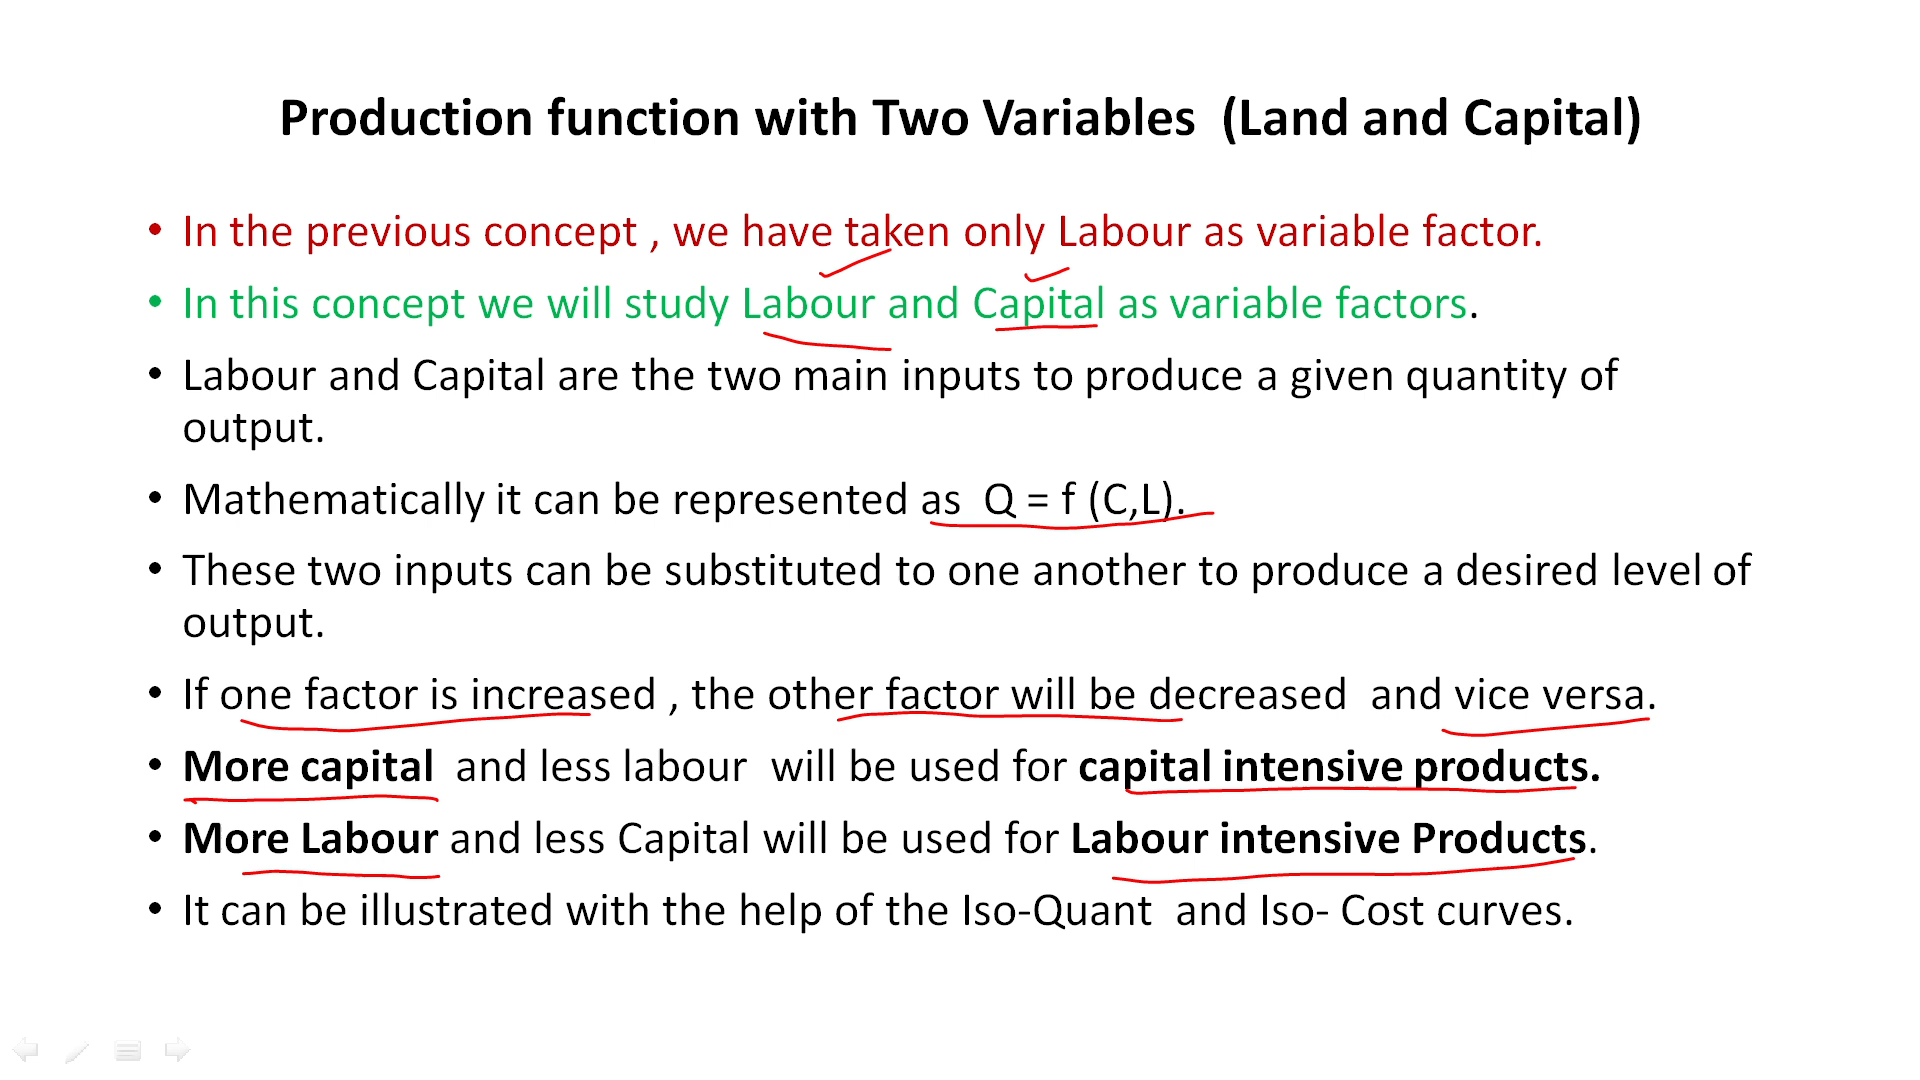 Production function with Two Variables (Land and Capital)
• In the previous concept , we have taken only Labour as variable factor.
• In this concept we will study Labour and Capital as variable factors.
• Labour and Capital are the two main inputs to produce a given quantity of
output.
• Mathematically it can be represented as Q = f (C,L).
• These two inputs can be substituted to one another to produce a desired level of
output.
• If one factor is increased , the other factor will be decreased and vice versa.
• More capital and less labour will be used for capital intensive products.
• More Labour and less Capital will be used for Labour intensive Products.
• It can be illustrated with the help of the Iso-Quant and Iso- Cost curves.